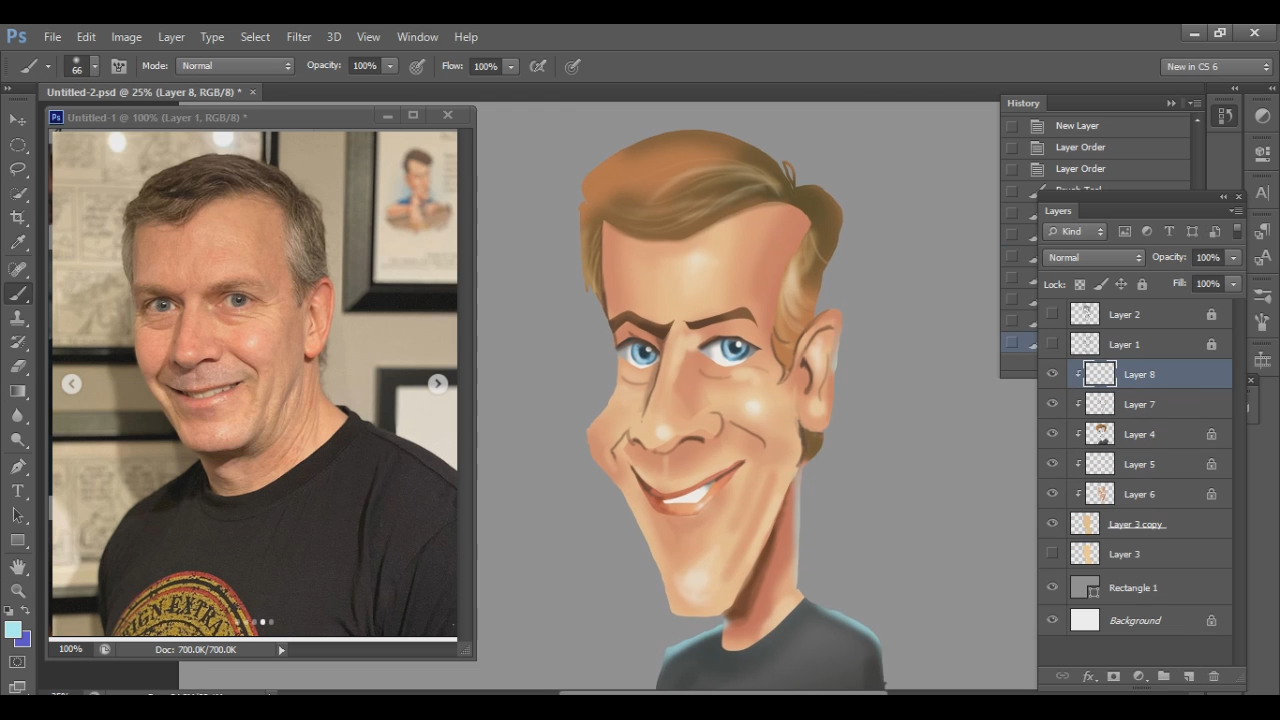 Ps File Edit Image Layer Type Select Filter 3D View Window Help
66 Mode: Normal Opacity: 100% Flow: 100% New in CS 6
Untitled-2.psd @ 25% (Layer 8, RGB/8) * ×
Ps Untitled-1 @ 100% (Layer 1, RGB/8) *
100% Doc: 700.0K/700.0K
History
New Layer
Layer Order
Layer Order
Layers
Kind
Normal Opacity: 100%
Lock: Fill: 100%
Layer 2
Layer 1
Layer 8
Layer 7
Layer 4
Layer 5
Layer 6
Layer 3 copy
Layer 3
Rectangle 1
Background
fx